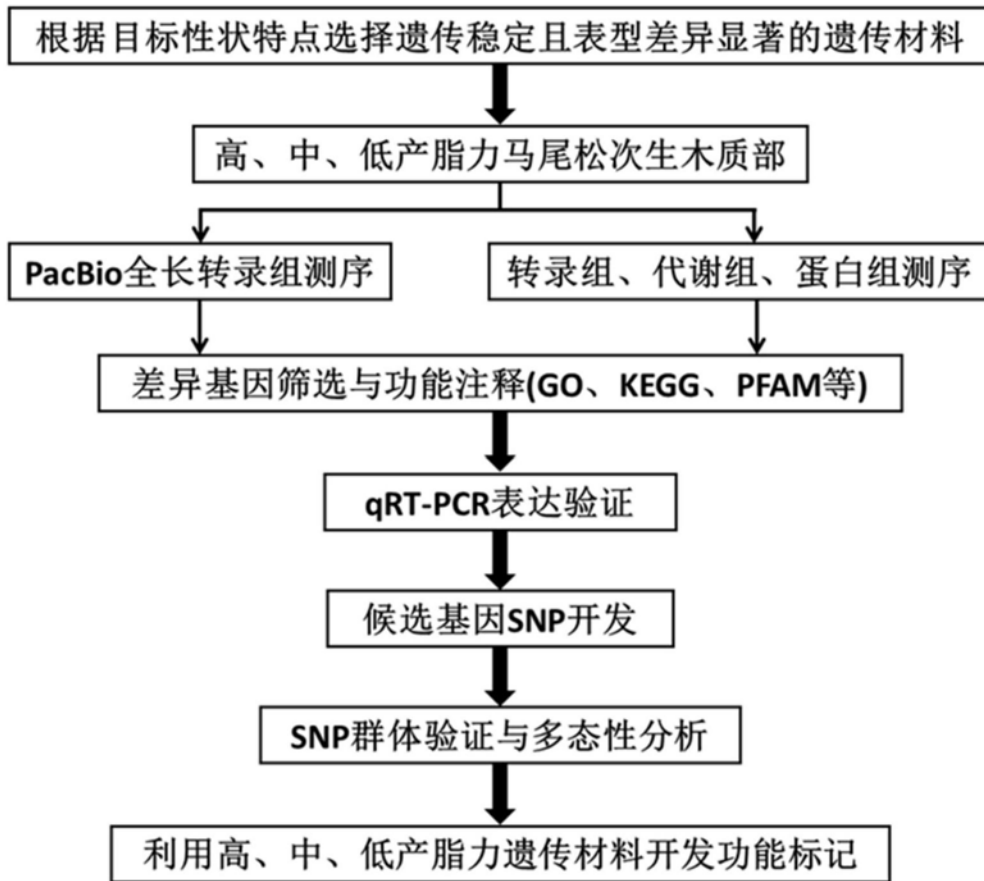 根据目标性状特点选择遗传稳定且表型差异显著的遗传材料
高、中、低产脂力马尾松次生木质部
PacBio全长转录组测序
转录组、代谢组、蛋白组测序
差异基因筛选与功能注释(GO、KEGG、PFAM等)
qRT-PCR表达验证
候选基因SNP开发
SNP群体验证与多态性分析
利用高、中、低产脂力遗传材料开发功能标记